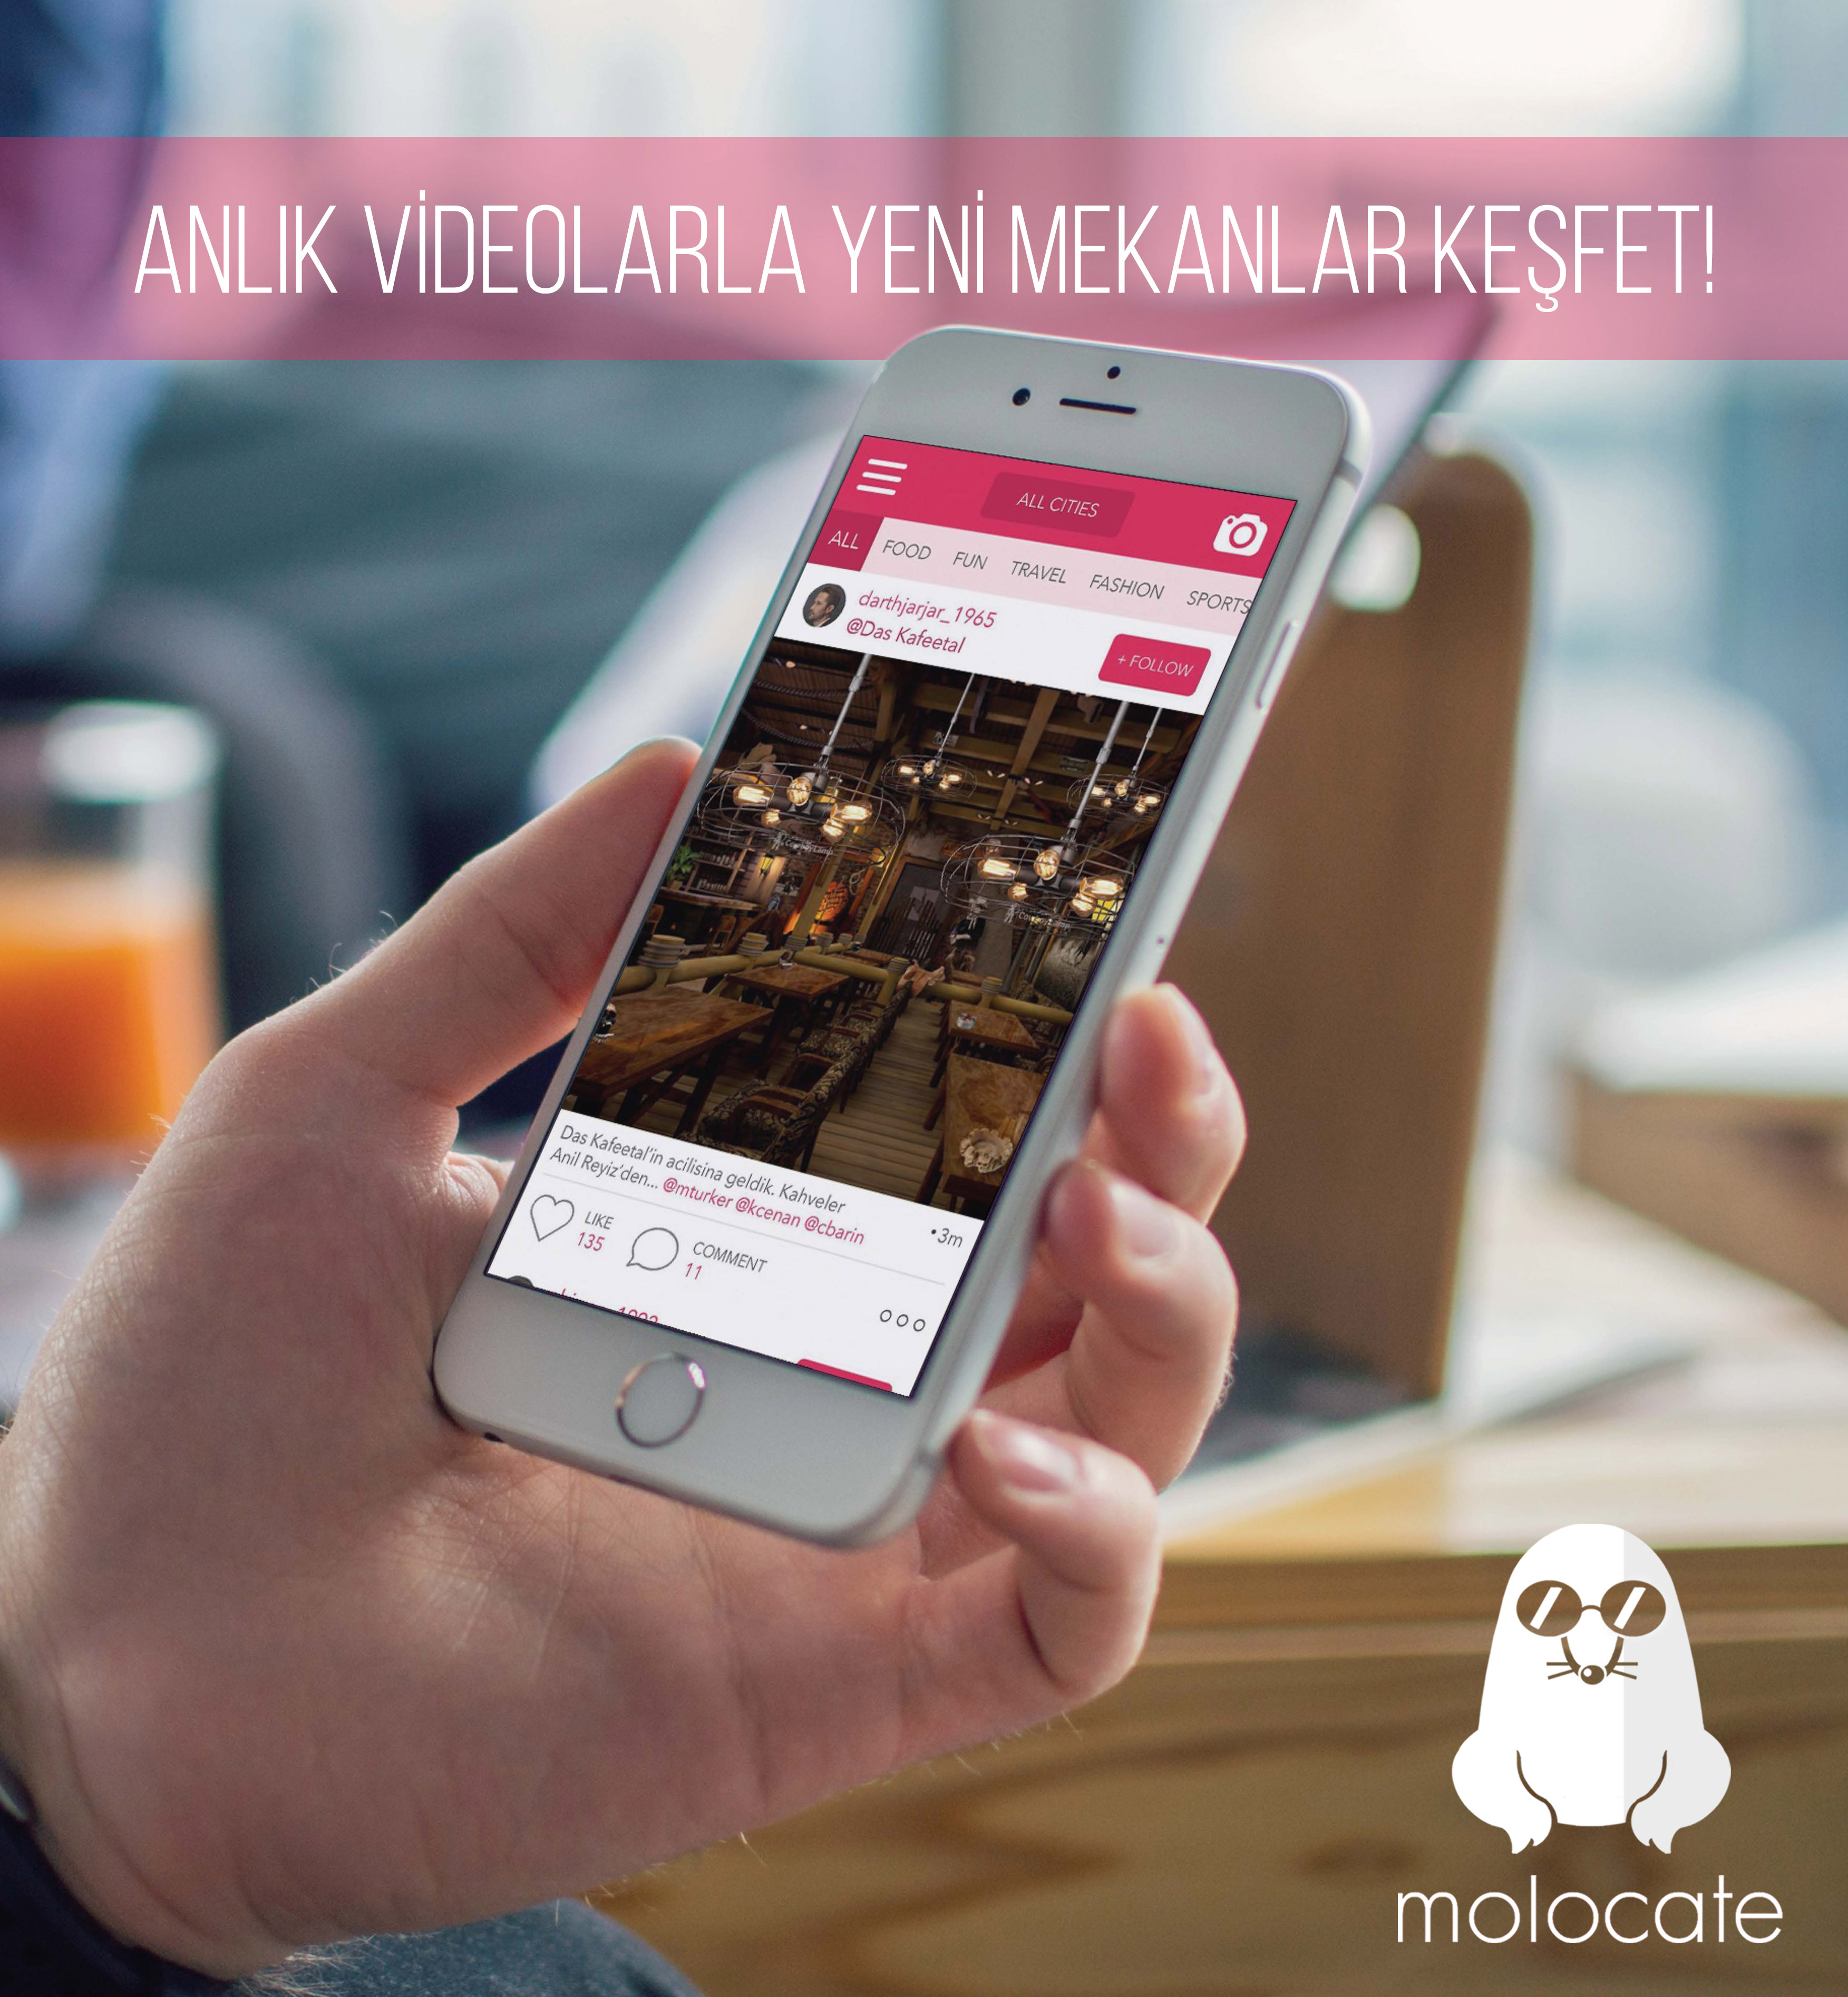 ANLIK VİDEOLARLA YENİ MEKANLAR KEŞFET!
ALL CITIES
ALL FOOD FUN TRAVEL FASHION SPORTS
darthjarjar_1965
@Das Kafeetal
+ FOLLOW
Das Kafeetal'in acilisina geldik. Kahveler
Anil Reyiz'den... @mturker @kcenan @cbarin
•3m
LIKE
135
COMMENT
11
molocate